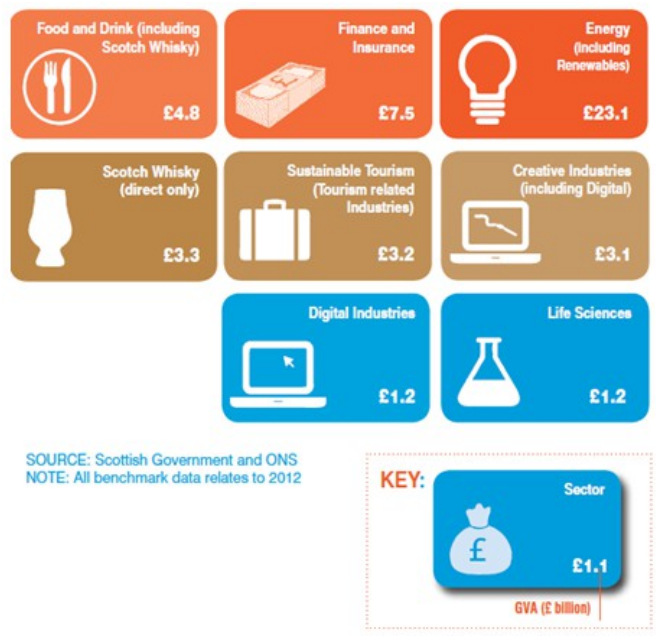 Food and Drink (including
Scotch Whisky)
£4.8
Finance and
Insurance
£7.5
Energy
(including
Renewables)
£23.1
Scotch Whisky
(direct only)
£3.3
Sustainable Tourism
(Tourism related
Industries)
£3.2
Creative Industries
(including Digital)
£3.1
Digital Industries
£1.2
Life Sciences
£1.2
SOURCE: Scottish Government and ONS
NOTE: All benchmark data relates to 2012
KEY:
Sector
£
£1.1
GVA (£ billion)